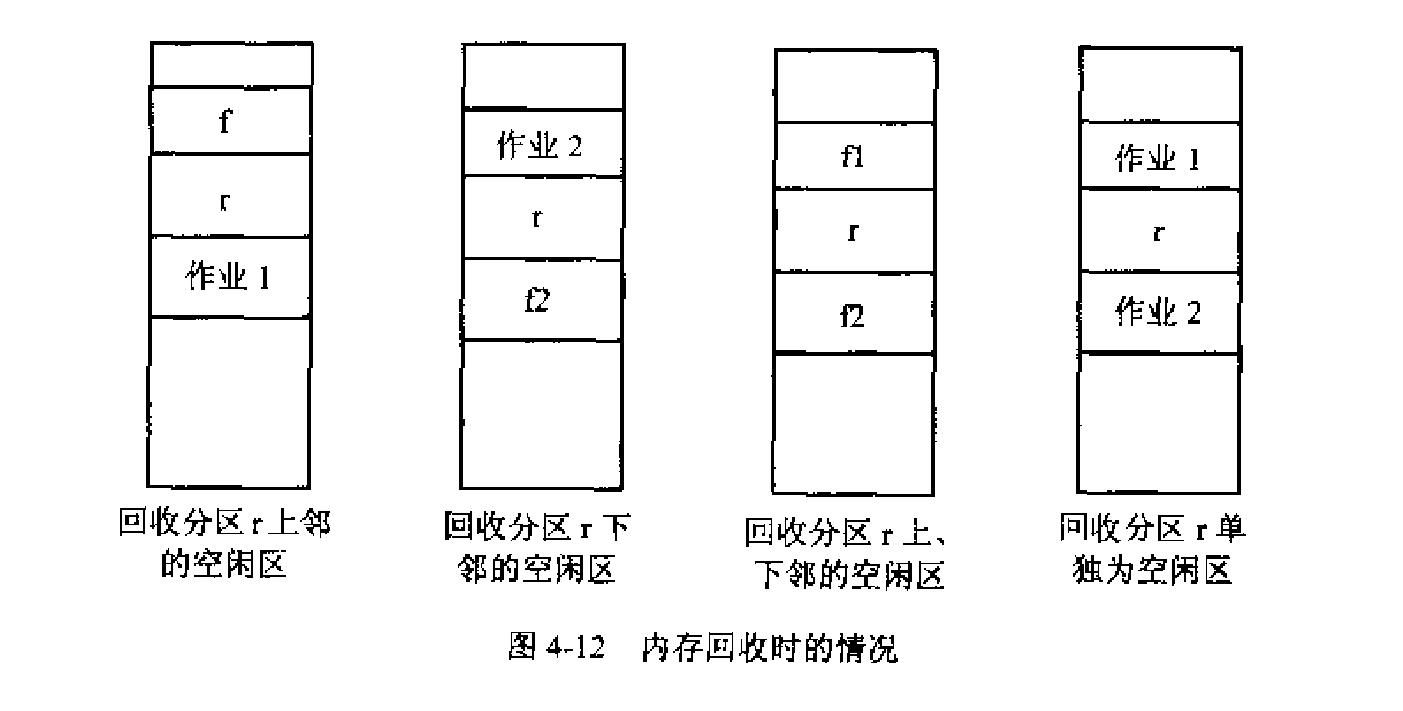 f
r
作业 1
作业 2
r
f2
f1
r
f2
作业 1
r
作业 2
回收分区 r 上邻
的空闲区
回收分区 r 下
邻的空闲区
回收分区 r 上、
下邻的空闲区
回收分区 r 单
独为空闲区
图 4-12 内存回收时的情况